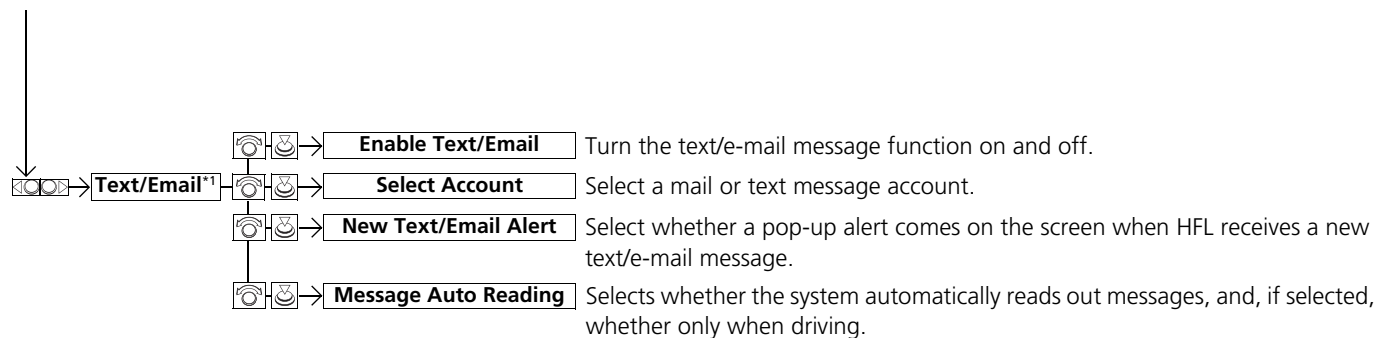 Enable Text/Email Turn the text/e-mail message function on and off.
Text/Email*1 Select Account Select a mail or text message account.
New Text/Email Alert Select whether a pop-up alert comes on the screen when HFL receives a new
text/e-mail message.
Message Auto Reading Selects whether the system automatically reads out messages, and, if selected,
whether only when driving.